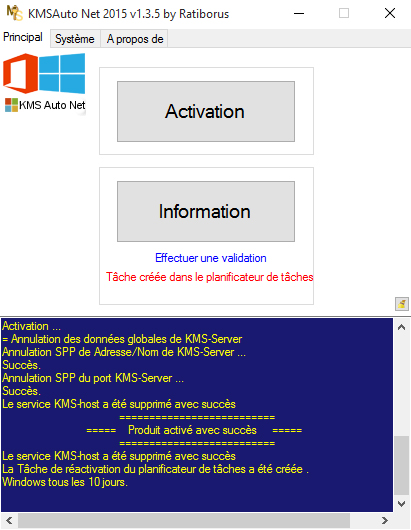 KMSAuto Net 2015 v1.3.5 by Ratiborus
Principal Système A propos de
KMS Auto Net
Activation
Information
Effectuer une validation
Tâche créée dans le planificateur de tâches
Activation ...
= Annulation des données globales de KMS-Server
Annulation SPP de Adresse/Nom de KMS-Server ...
Succès.
Annulation SPP du port KMS-Server ...
Succès.
Le service KMS-host a été supprimé avec succès
==========================
===== Produit activé avec succès =====
==========================
Le service KMS-host a été supprimé avec succès
La Tâche de réactivation du planificateur de tâches a été créée .
Windows tous les 10 jours.